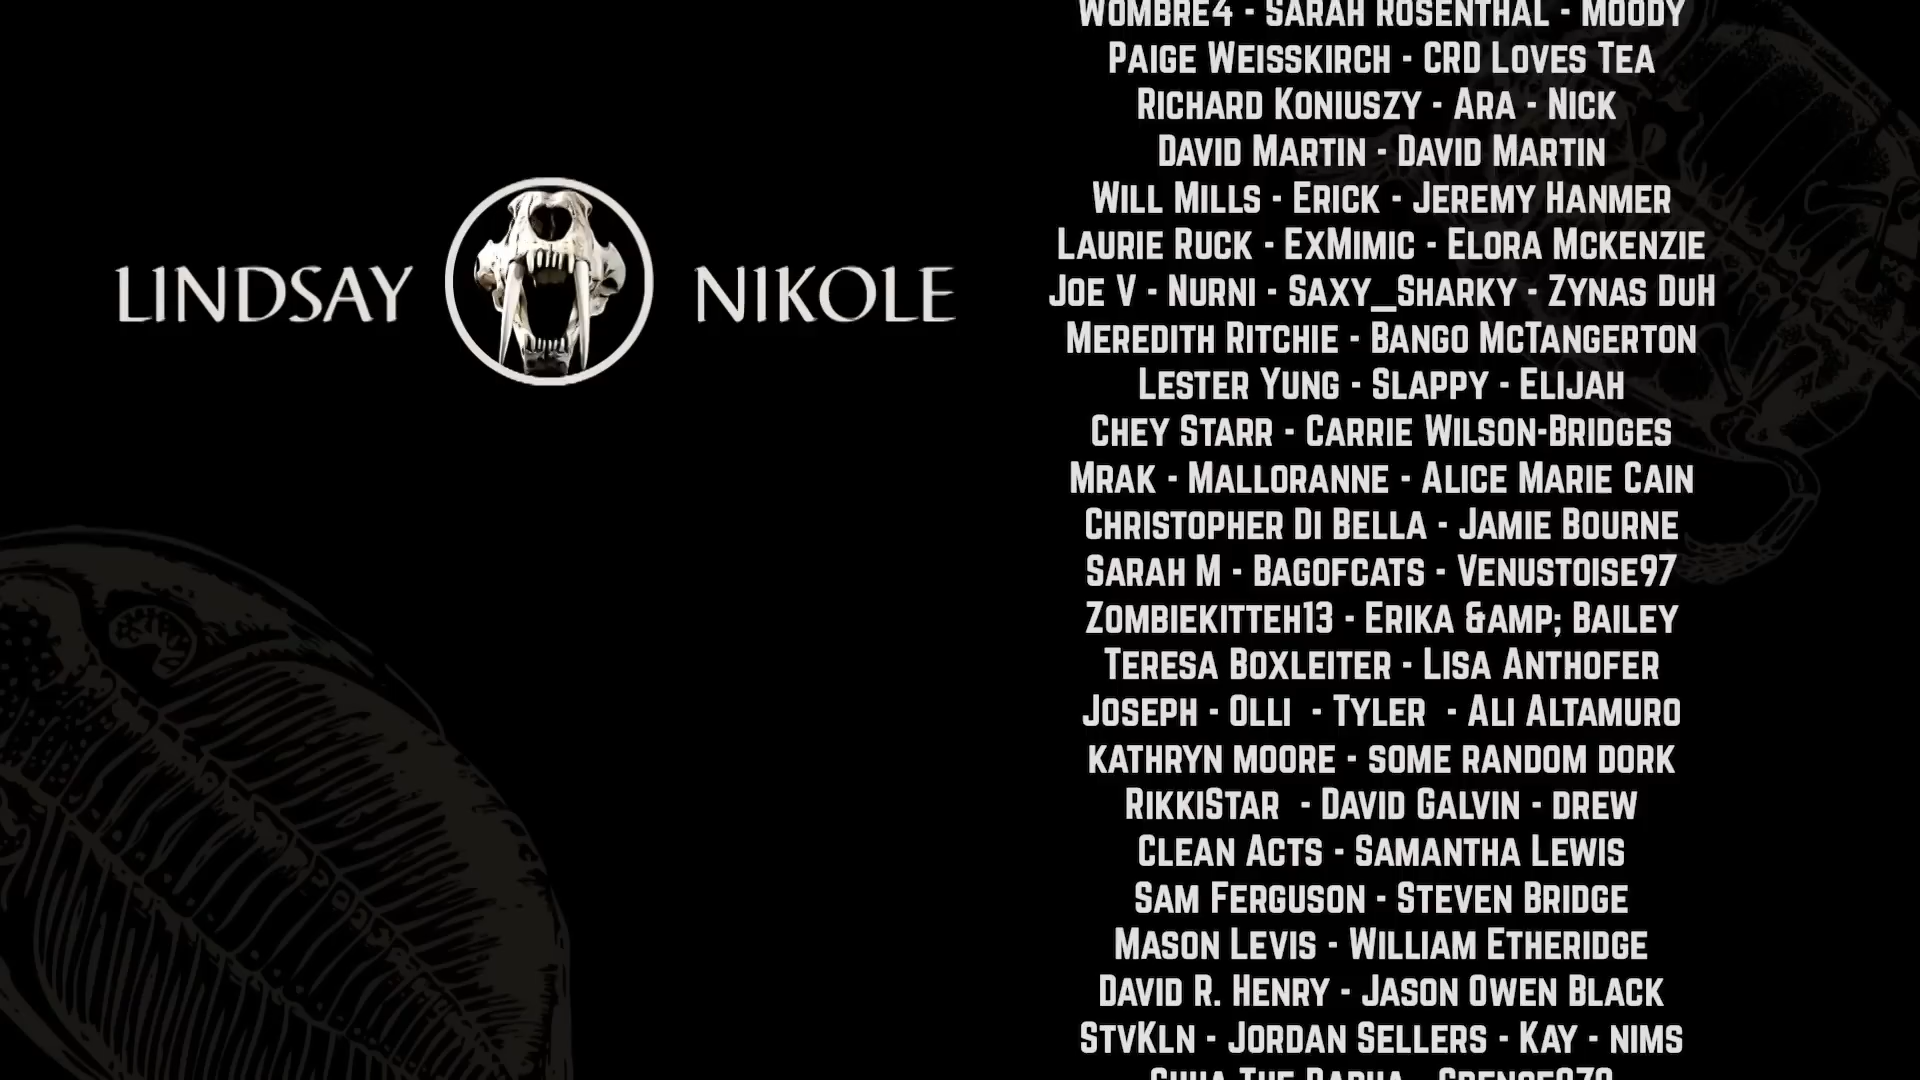 LINDSAY NIKOLE
WOMBRE4 - SARAH ROSENTHAL - MOODY
PAIGE WEISSKIRCH - CRD LOVES TEA
RICHARD KONIUSZY - ARA - NICK
DAVID MARTIN - DAVID MARTIN
WILL MILLS - ERICK - JEREMY HANMER
LAURIE RUCK - EXMIMIC - ELORA MCKENZIE
JOE V - NURNI - SAXY_SHARKY - ZYNAS DUH
MEREDITH RITCHIE - BANGO MCTANGERTON
LESTER YUNG - SLAPPY - ELIJAH
CHEY STARR - CARRIE WILSON-BRIDGES
MRAK - MALLORANNE - ALICE MARIE CAIN
CHRISTOPHER DI BELLA - JAMIE BOURNE
SARAH M - BAGOFCATS - VENUSTOISE97
ZOMBIEKITTEH13 - ERIKA &AMP; BAILEY
TERESA BOXLEITER - LISA ANTHOFER
JOSEPH - OLLI - TYLER - ALI ALTAMURO
KATHRYN MOORE - SOME RANDOM DORK
RIKKISTAR - DAVID GALVIN - DREW
CLEAN ACTS - SAMANTHA LEWIS
SAM FERGUSON - STEVEN BRIDGE
MASON LEVIS - WILLIAM ETHERIDGE
DAVID R. HENRY - JASON OWEN BLACK
STVKLN - JORDAN SELLERS - KAY - NIMS